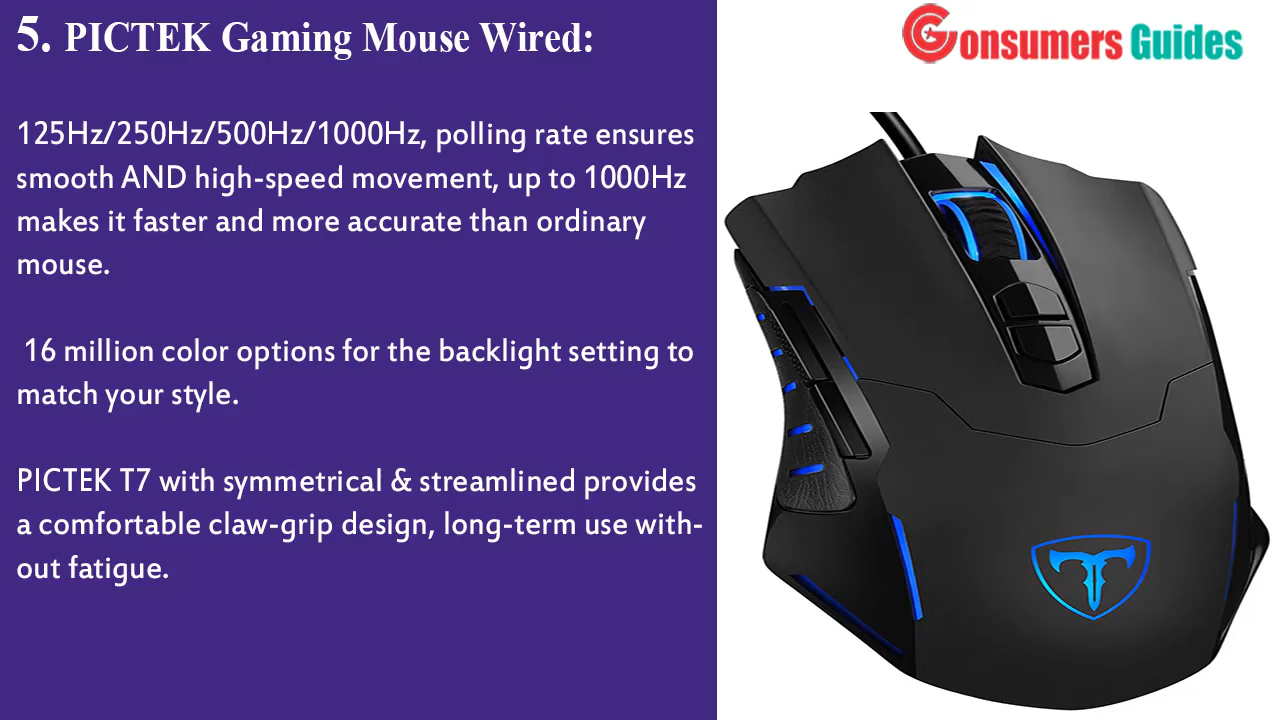 5. PICTEK Gaming Mouse Wired:
Consumers Guides
125Hz/250Hz/500Hz/1000Hz, polling rate ensures
smooth AND high-speed movement, up to 1000Hz
makes it faster and more accurate than ordinary
mouse.
16 million color options for the backlight setting to
match your style.
PICTEK T7 with symmetrical & streamlined provides
a comfortable claw-grip design, long-term use with-
out fatigue.